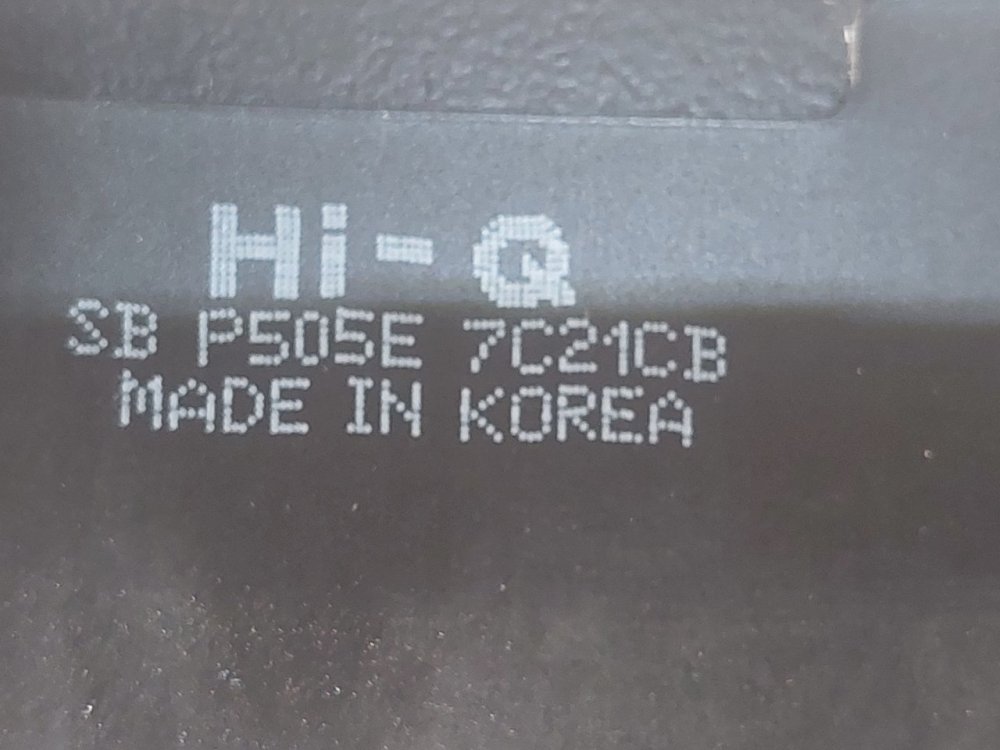 Hi-Q
SB P505E 7C21CB
MADE IN KOREA